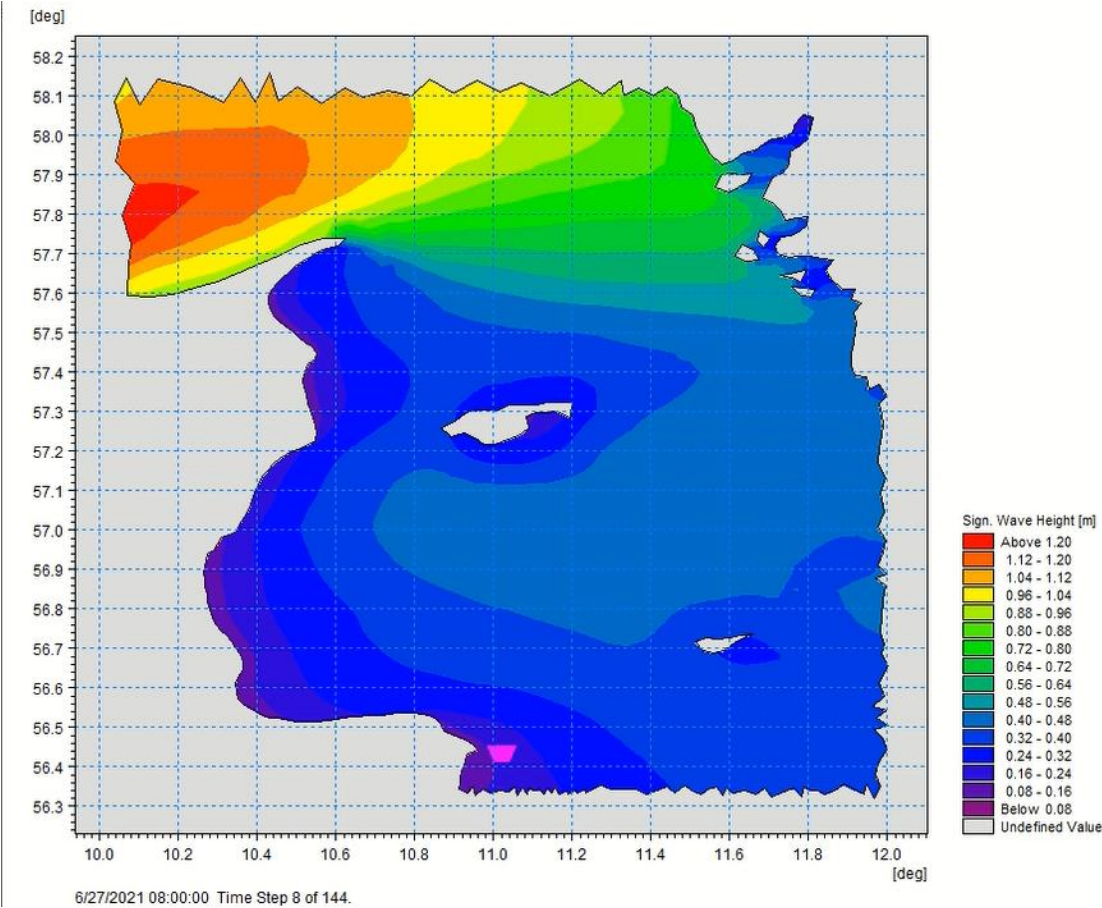 [deg]
58.2
58.1
58.0
57.9
57.8
57.7
57.6
57.5
57.4
57.3
57.2
57.1
57.0
56.9
56.8
56.7
56.6
56.5
56.4
56.3
10.0 10.2 10.4 10.6 10.8 11.0 11.2 11.4 11.6 11.8 12.0
[deg]
6/27/2021 08:00:00 Time Step 8 of 144.
Sign. Wave Height [m]
Above 1.20
1.12 - 1.20
1.04 - 1.12
0.96 - 1.04
0.88 - 0.96
0.80 - 0.88
0.72 - 0.80
0.64 - 0.72
0.56 - 0.64
0.48 - 0.56
0.40 - 0.48
0.32 - 0.40
0.24 - 0.32
0.16 - 0.24
0.08 - 0.16
Below 0.08
Undefined Value